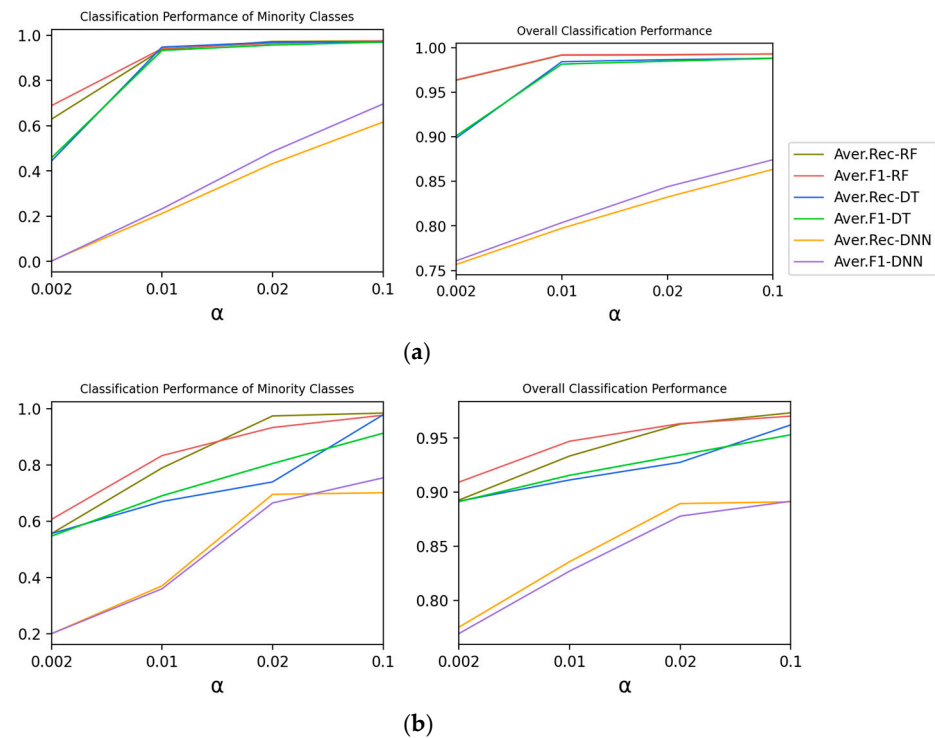 Classification Performance of Minority Classes
1.0
0.8
0.6
0.4
0.2
0.0
0.002 0.01 0.02 0.1
α
Overall Classification Performance
1.00
0.95
0.90
0.85
0.80
0.75
0.002 0.01 0.02 0.1
α
Aver.Rec-RF
Aver.F1-RF
Aver.Rec-DT
Aver.F1-DT
Aver.Rec-DNN
Aver.F1-DNN
(a)
Classification Performance of Minority Classes
1.0
0.8
0.6
0.4
0.2
0.002 0.01 0.02 0.1
α
Overall Classification Performance
0.95
0.90
0.85
0.80
0.002 0.01 0.02 0.1
α
(b)